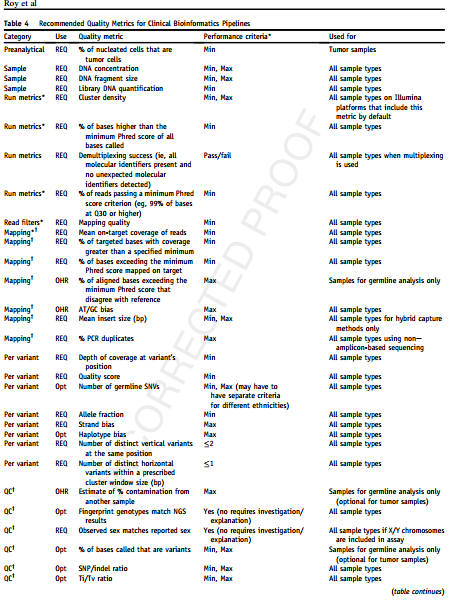 Roy et al
Table 4 Recommended Quality Metrics for Clinical Bioinformatics Pipelines
Category Use Quality metric Performance criteria* Used for
Preanalytical REQ % of nucleated cells that are Min Tumor samples
tumor cells
Sample REQ DNA concentration Min, Max All sample types
Sample REQ DNA fragment size Min, Max All sample types
Sample REQ Library DNA quantification Min All sample types
Run metrics* REQ Cluster density Min, Max All sample types on Illumina
platforms that include this
metric by default
Run metrics* REQ % of bases higher than the Min All sample types
minimum Phred score of all
bases called
Run metrics REQ Demultiplexing success (ie, all Pass/fail All sample types when multiplexing
molecular identifiers present and is used
no unexpected molecular
identifiers detected)
Run metrics* REQ % of reads passing a minimum Phred Min All sample types
score criterion (eg, 99% of bases
at Q30 or higher)
Read filters* REQ Mapping quality Min All sample types
Mapping*† REQ Mean on-target coverage of reads Min All sample types
Mapping† REQ % of targeted bases with coverage Min All sample types
greater than a specified minimum
Mapping† REQ % of bases exceeding the minimum Min All sample types
Phred score mapped on target
Mapping† OHR % of aligned bases exceeding the Max Samples for germline analysis only
minimum Phred score that
disagree with reference
Mapping† OHR AT/GC bias Max All sample types
Mapping† REQ Mean insert size (bp) Min, Max All sample types for hybrid capture
methods only
Mapping† REQ % PCR duplicates Max All sample types using non–
amplicon-based sequencing
Per variant REQ Depth of coverage at variant's Min All sample types
position
Per variant REQ Quality score Min All sample types
Per variant Opt Number of germline SNVs Min, Max (may have to All sample types
have separate criteria
for different ethnicities)
Per variant REQ Allele fraction Min All sample types
Per variant REQ Strand bias Max All sample types
Per variant Opt Haplotype bias Max All sample types
Per variant REQ Number of distinct vertical variants ≤2 All sample types
at the same position
Per variant REQ Number of distinct horizontal ≤1 All sample types
variants within a prescribed
cluster window size (bp)
QC† OHR Estimate of % contamination from Max Samples for germline analysis only
another sample (optional for tumor samples)
QC† Opt Fingerprint genotypes match NGS Yes (no requires investigation/ All sample types
results explanation)
QC† REQ Observed sex matches reported sex Yes (no requires investigation/ All sample types if X/Y chromosomes
explanation) are included in assay
QC† Opt % of bases called that are variants Min, Max Samples for germline analysis only
(optional for tumor samples)
QC† Opt SNP/indel ratio Min, Max All sample types
QC† Opt Ti/Tv ratio Min, Max All sample types
(table continues)
CORRECTED PROOF